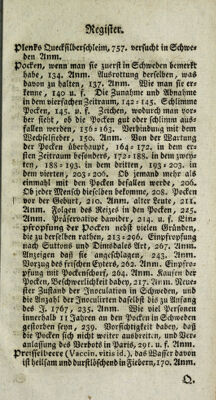 Register.
Plenks Quecksilberschleim, 757. versucht in Schwe-
den Anm.
Pocken, wenn man sie zuerst in Schweden bemerkt
habe, 134. Anm. Ausrottung derselben, was
davon zu halten, 137. Anm. Wie man sie er-
kenne, 140 u. f. Die Zunahme und Abnahme
in dem vierfachen Zeitraum, 142 = 145. Schlimme
Pocken, 145. u. f. Zeichen, wodurch man vor-
her sieht, ob die Pocken gut oder schlimm aus-
fallen werden, 156 = 163. Verbindung mit dem
Wechselfieber, 150. Anm. Von der Wartung
der Pocken überhaupt, 164 = 172. in dem er-
sten Zeitraum besonders, 172 = 188. in dem zwey-
ten, 188 = 193. in dem dritten, 193 = 203. in
dem vierten, 203 = 206. Ob jemand mehr als
einmahl mit den Pocken befallen werde, 206.
Ob jeder Mensch sie bekomme, 208. Pocken
vor der Geburt, 210. Anm. alter Leute, 211.
Anm. Folgen des Reizes in den Pocken, 225.
Anm. Präservative dawider, 214. u. f. Ein-
pfropfung der Pocken nebst vielen Gründen,
die zu derselben rathen, 213 = 296. Einpfropfung
nach Suttons und Dimsdales Art, 267. Anm.
Anzeigen daß sie angeschlagen, 243. Anm.
Vorzug des frischen Eyters, 262. Anm. Einpfro-
pfung mit Pockenschorf, 264. Anm. Kaufen der
Pocken, Beschwerlichkeit dabey, 217. Anm. Neue-
ster Zustand der Inoculation in Schweden, und
die Anzahl der Inoculirten daselbst bis zu Anfang
des J. 1767, 235. Anm. Wie viel Personen
innerhalb 11 Jahren an den Pocken in Schweden
gestorben seyn, 239. Vorsichtigkeit dabey, daß
die Pocken sich nicht weiter ausbreiten, und Ver-
anlassung des Verboths in Paris, 291. u. f. Anm.
Preisselbeere (Vaccin. vitis id.), das Wasser davon
ist heilsam und durstlöschend in Fiebern, 170. Anm.
Q.